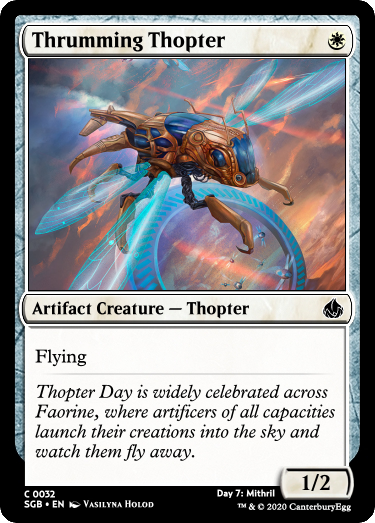 Thrumming Thopter
Artifact Creature — Thopter
Flying
Thopter Day is widely celebrated across
Faorine, where artificers of all capacities
launch their creations into the sky and
watch them fly away.
1/2
C 0032
Day 7: Mithril
SGB • EN Vasilyna Holod
™ & © 2020 CanterburyEgg